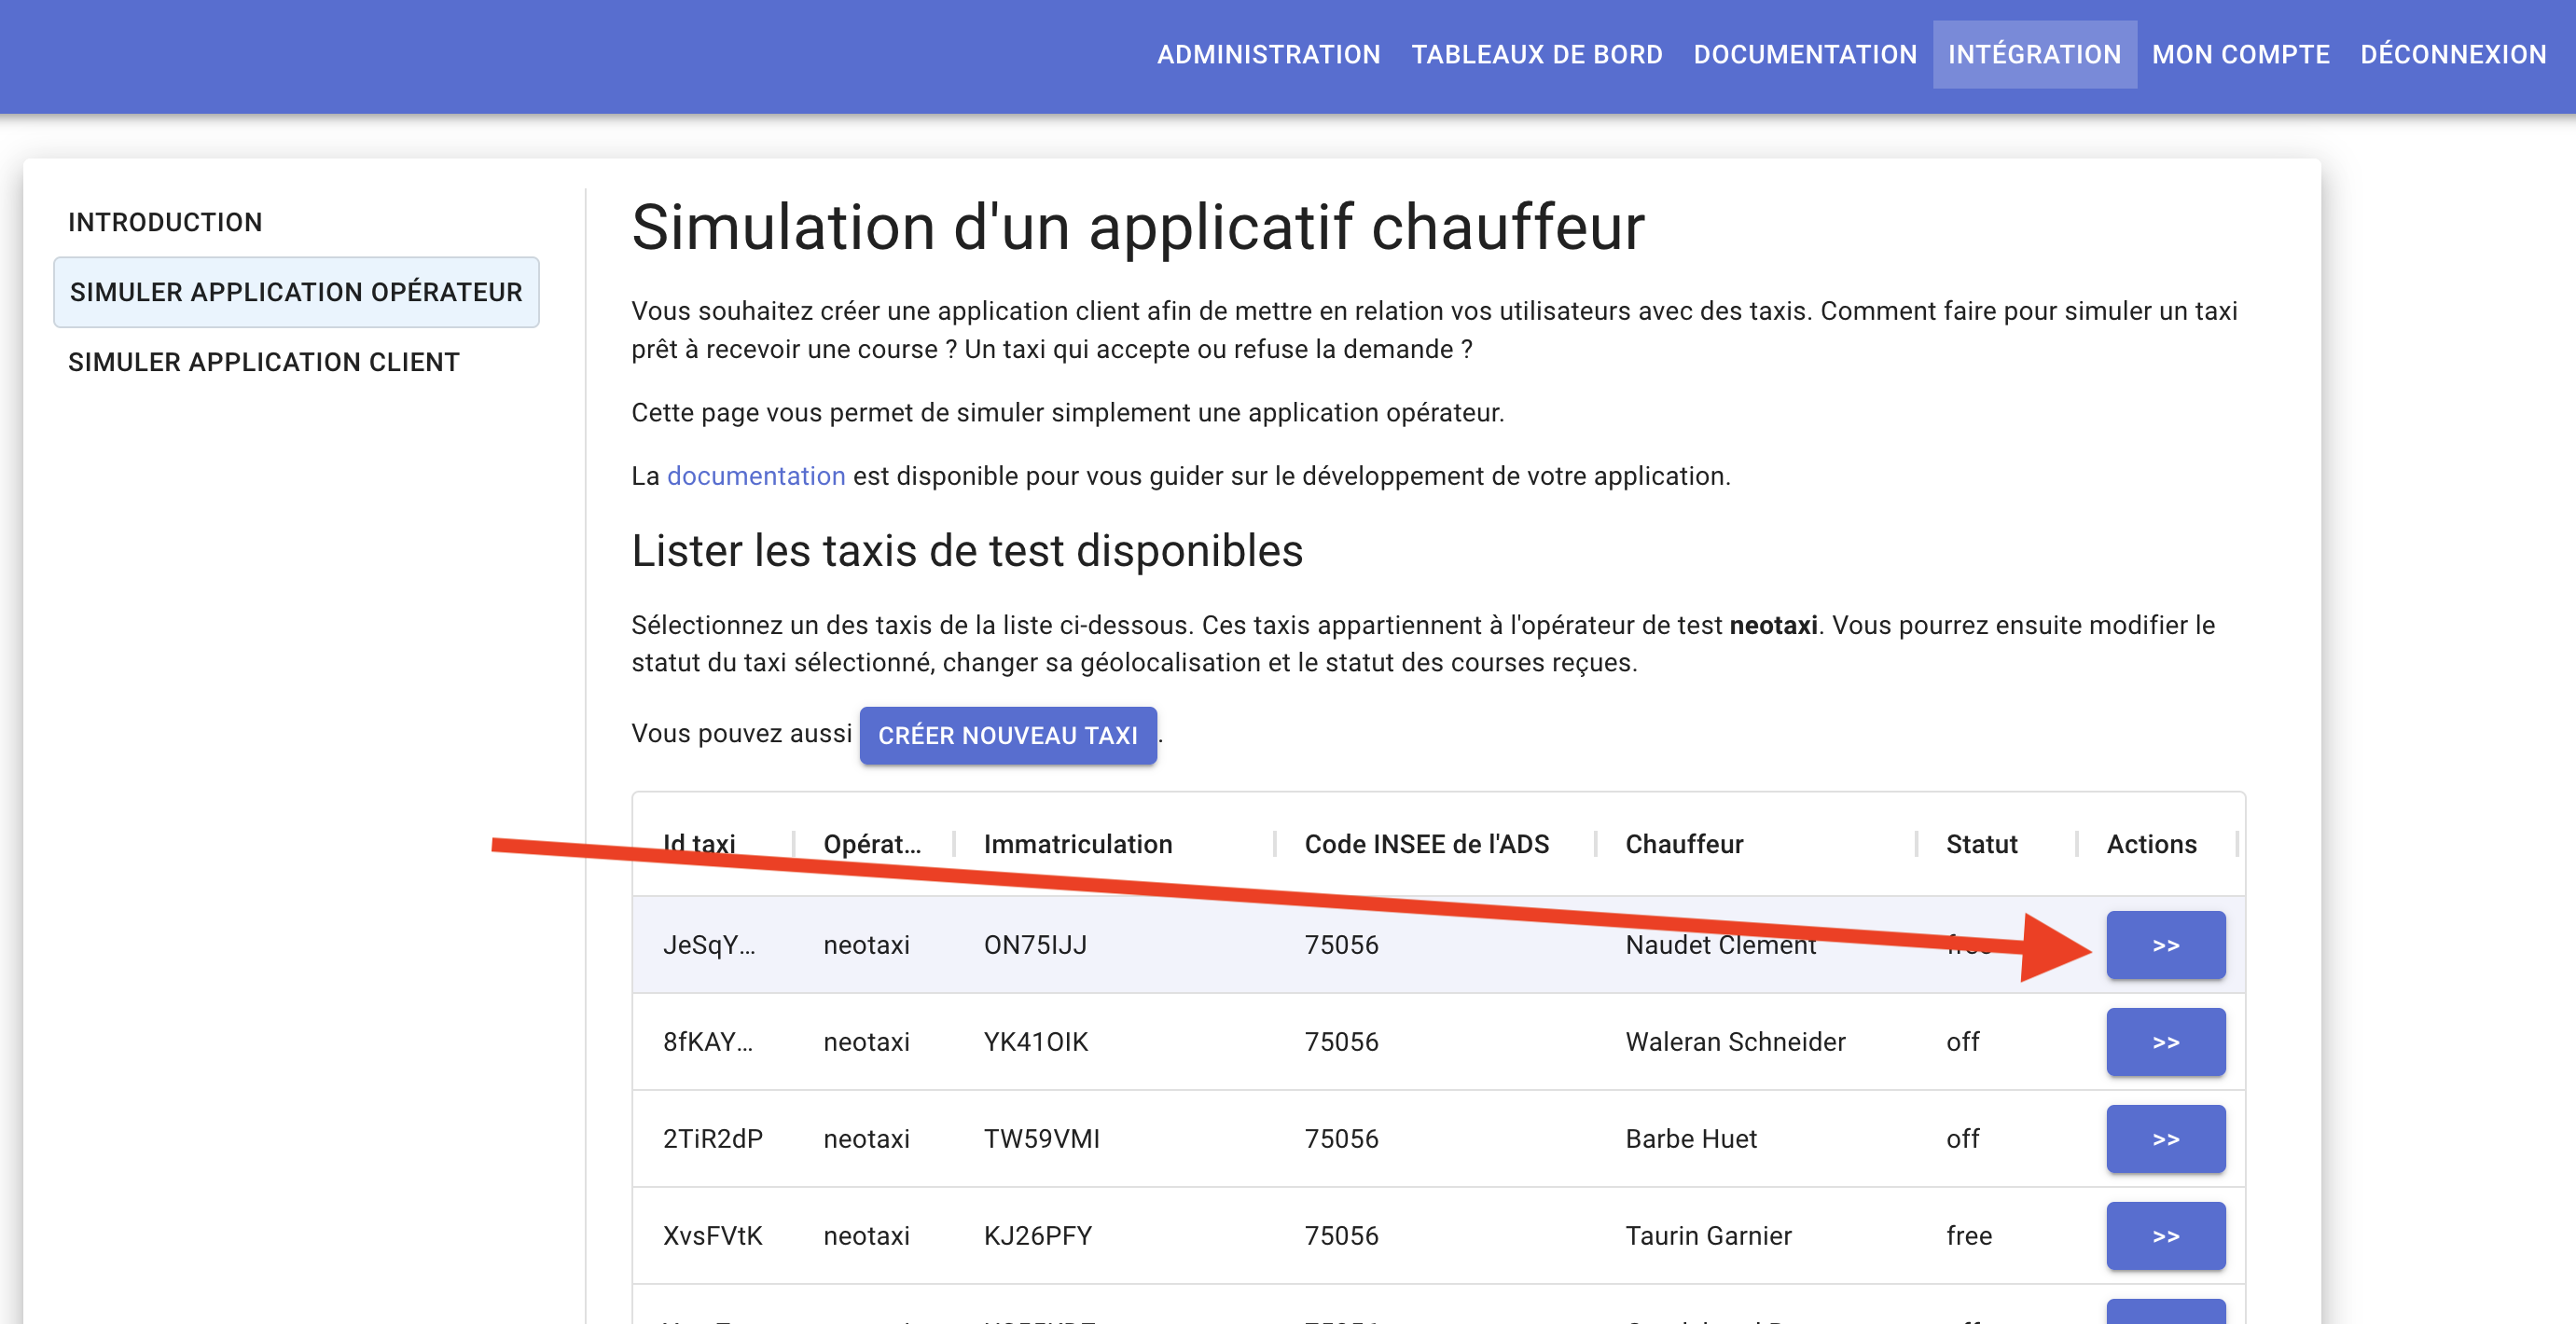 ADMINISTRATION TABLEAUX DE BORD DOCUMENTATION INTÉGRATION MON COMPTE DÉCONNEXION
INTRODUCTION
SIMULER APPLICATION OPÉRATEUR
SIMULER APPLICATION CLIENT
Simulation d'un applicatif chauffeur
Vous souhaitez créer une application client afin de mettre en relation vos utilisateurs avec des taxis. Comment faire pour simuler un taxi
prêt à recevoir une course ? Un taxi qui accepte ou refuse la demande ?
Cette page vous permet de simuler simplement une application opérateur.
La documentation est disponible pour vous guider sur le développement de votre application.
Lister les taxis de test disponibles
Sélectionnez un des taxis de la liste ci-dessous. Ces taxis appartiennent à l'opérateur de test neotaxi. Vous pourrez ensuite modifier le
statut du taxi sélectionné, changer sa géolocalisation et le statut des courses reçues.
Vous pouvez aussi CRÉER NOUVEAU TAXI.
Id taxi Opérat... Immatriculation Code INSEE de l'ADS Chauffeur Statut Actions
JeSqY... neotaxi ON75IJJ 75056 Naudet Clement free >>
8fKAY... neotaxi YK41OIK 75056 Waleran Schneider off >>
2TiR2dP neotaxi TW59VMI 75056 Barbe Huet off >>
XvsFVtK neotaxi KJ26PFY 75056 Taurin Garnier free >>